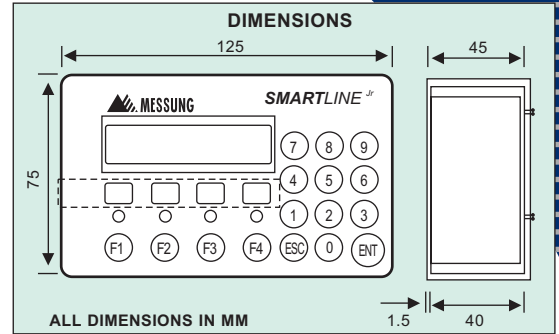 DIMENSIONS
125
45
75
MESSUNG
SMARTLINE Jr
7 8 9
4 5 6
1 2 3
F1 F2 F3 F4 ESC 0 ENT
ALL DIMENSIONS IN MM
1.5
40